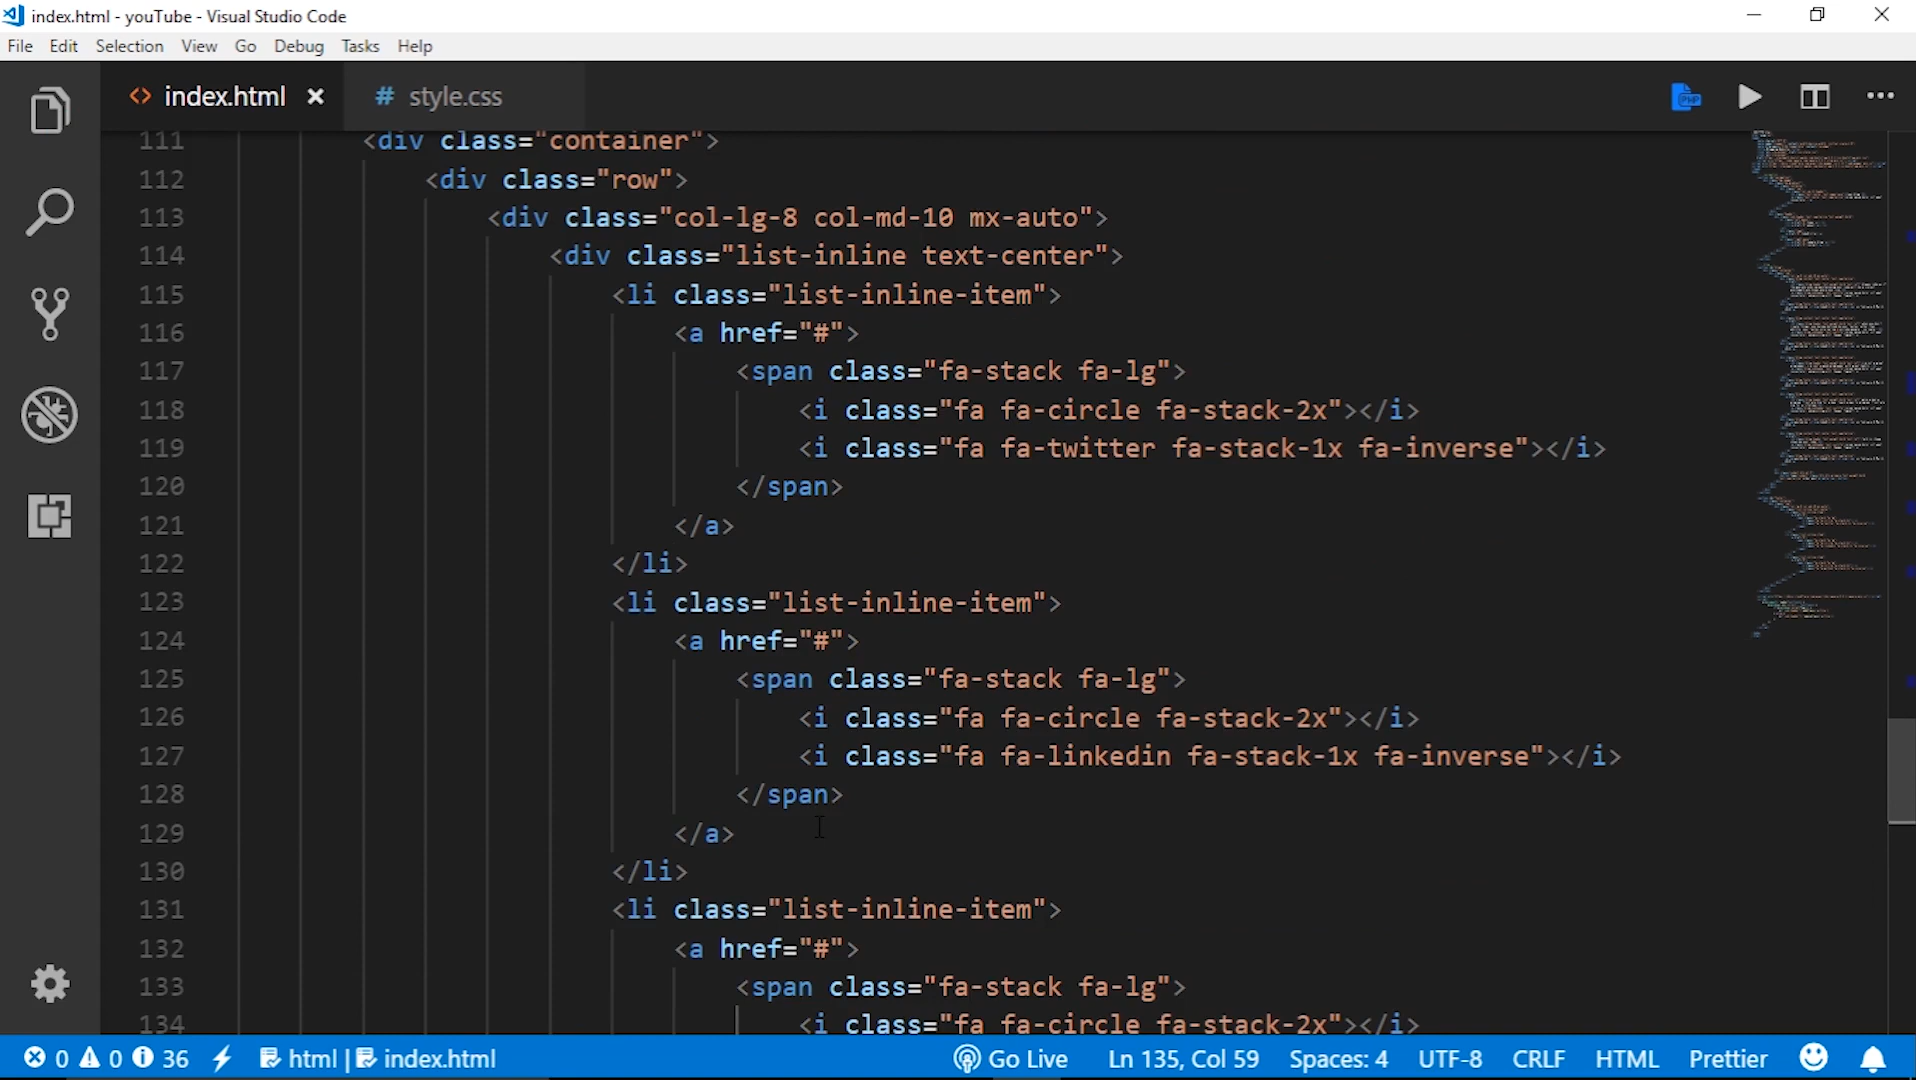 index.html - youTube - Visual Studio Code
File Edit Selection View Go Debug Tasks Help
<> index.html × # style.css PHP
111 <div class="container">
112 <div class="row">
113 <div class="col-lg-8 col-md-10 mx-auto">
114 <div class="list-inline text-center">
115 <li class="list-inline-item">
116 <a href="#">
117 <span class="fa-stack fa-lg">
118 <i class="fa fa-circle fa-stack-2x"></i>
119 <i class="fa fa-twitter fa-stack-1x fa-inverse"></i>
120 </span>
121 </a>
122 </li>
123 <li class="list-inline-item">
124 <a href="#">
125 <span class="fa-stack fa-lg">
126 <i class="fa fa-circle fa-stack-2x"></i>
127 <i class="fa fa-linkedin fa-stack-1x fa-inverse"></i>
128 </span>
129 </a>
130 </li>
131 <li class="list-inline-item">
132 <a href="#">
133 <span class="fa-stack fa-lg">
134 <i class="fa fa-circle fa-stack-2x"></i>
0 0 36 html | index.html Go Live Ln 135, Col 59 Spaces: 4 UTF-8 CRLF HTML Prettier